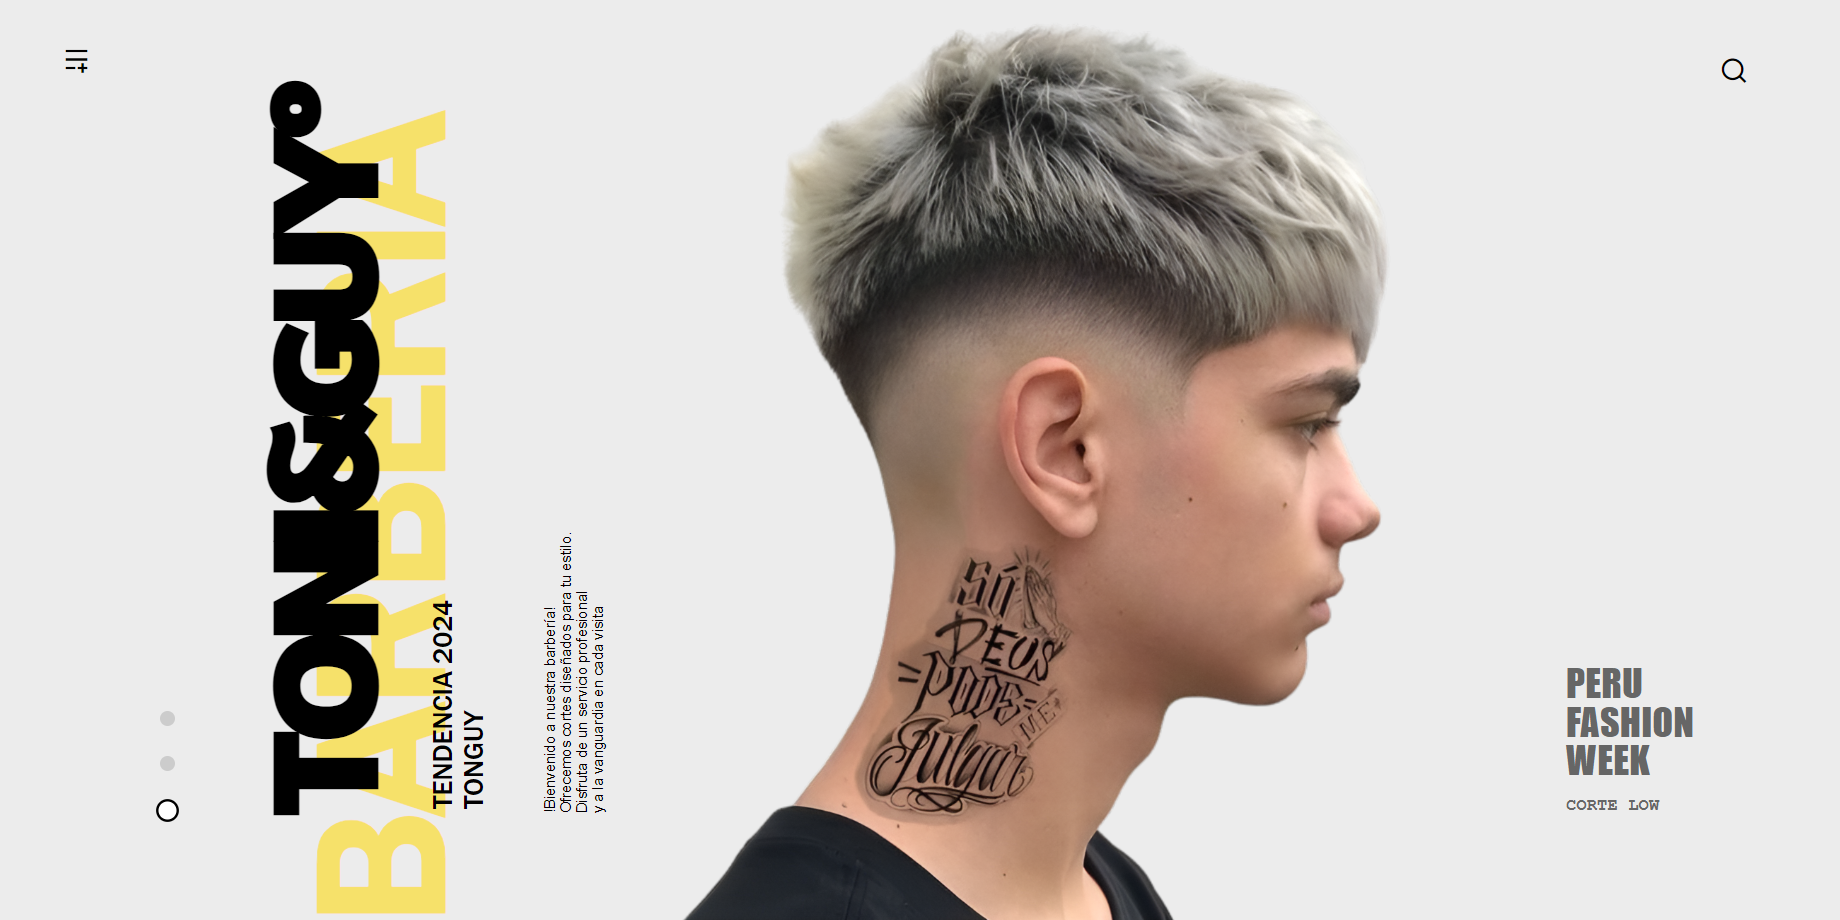 TONI&GUYº
BARBERIA
TENDENCIA 2024
TONGUY
!Bienvenido a nuestra barbería!
Ofrecemos cortes diseñados para tu estilo.
Disfruta de un servicio profesional
y a la vanguardia en cada visita
SÓ
DEUS
PODE
ME
Julgar
PERU
FASHION
WEEK
CORTE LOW